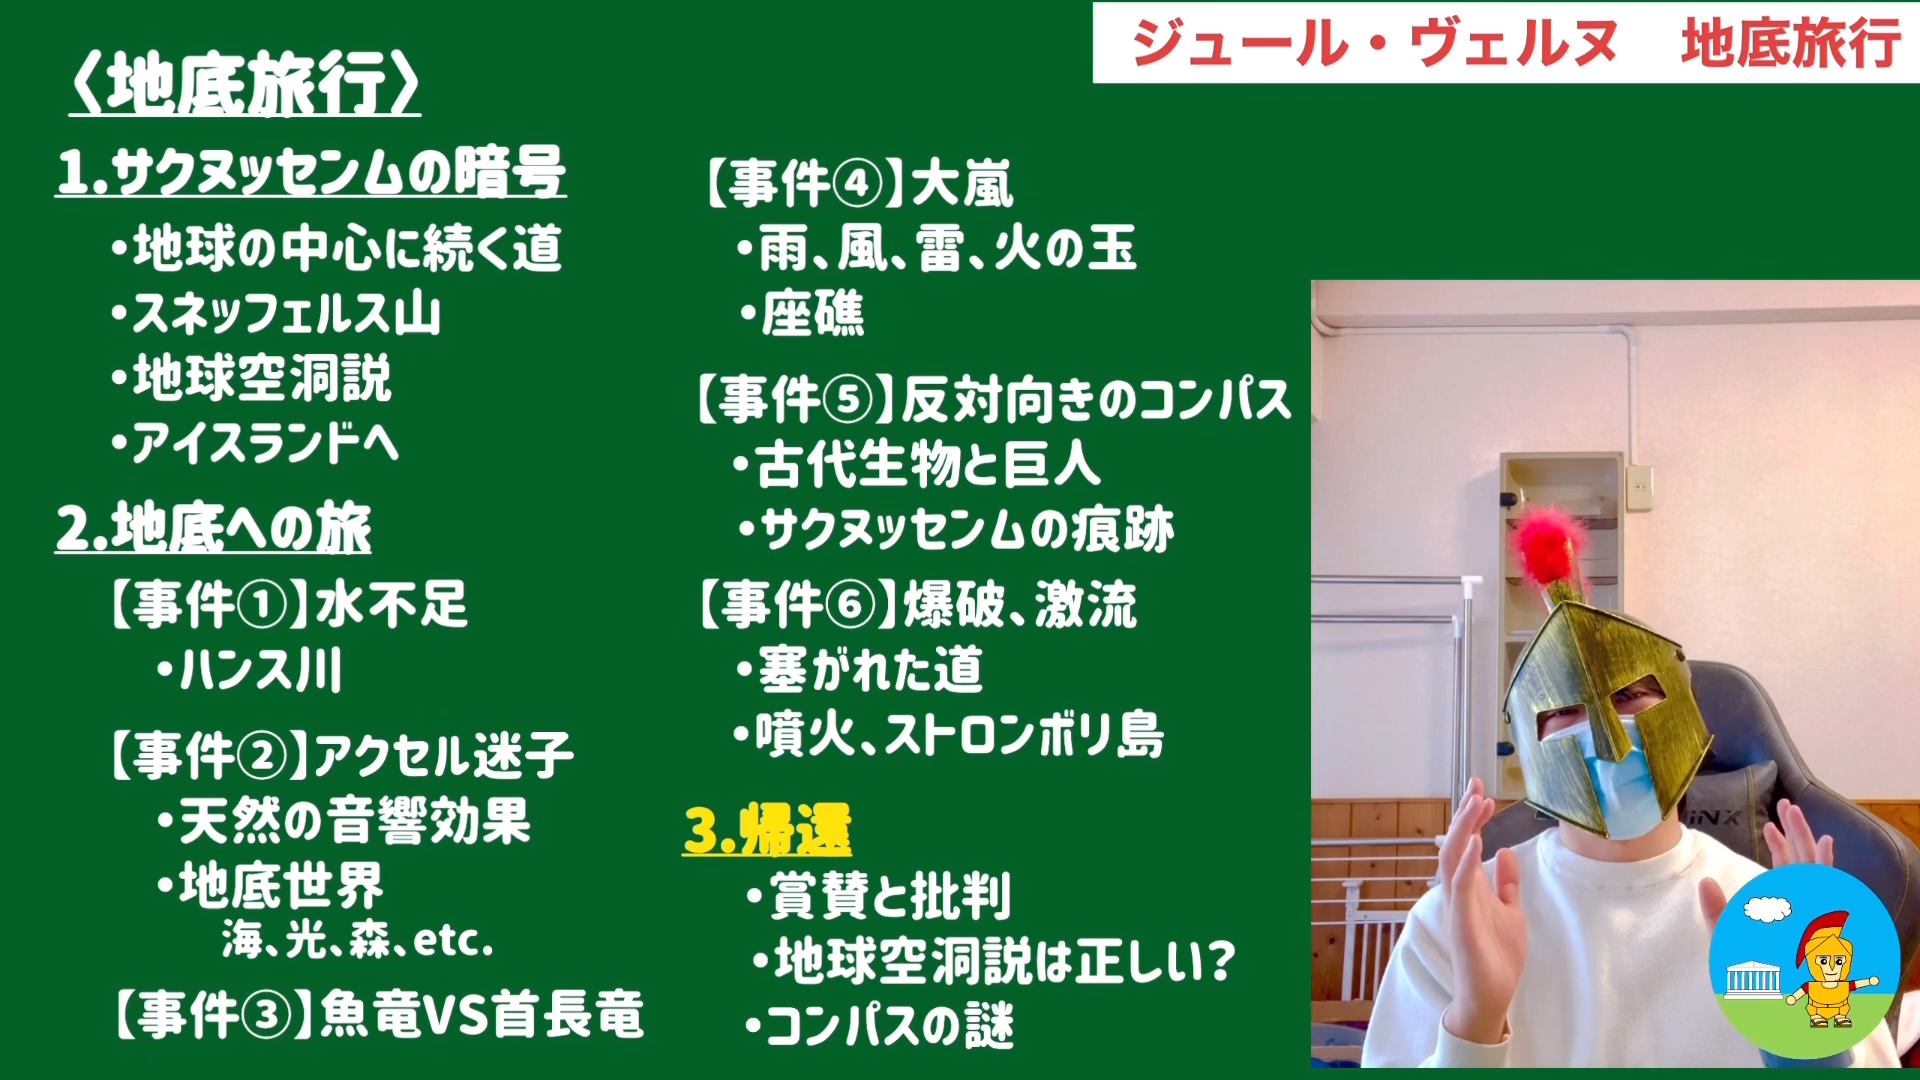 ジュール・ヴェルヌ　地底旅行
〈地底旅行〉
1.サクヌッセンムの暗号
・地球の中心に続く道
・スネッフェルス山
・地球空洞説
・アイスランドへ
2.地底への旅
【事件①】水不足
・ハンス川
【事件②】アクセル迷子
・天然の音響効果
・地底世界
海、光、森、etc.
【事件③】魚竜VS首長竜
【事件④】大嵐
・雨、風、雷、火の玉
・座礁
【事件⑤】反対向きのコンパス
・古代生物と巨人
・サクヌッセンムの痕跡
【事件⑥】爆破、激流
・塞がれた道
・噴火、ストロンボリ島
3.帰還
・賞賛と批判
・地球空洞説は正しい?
・コンパスの謎